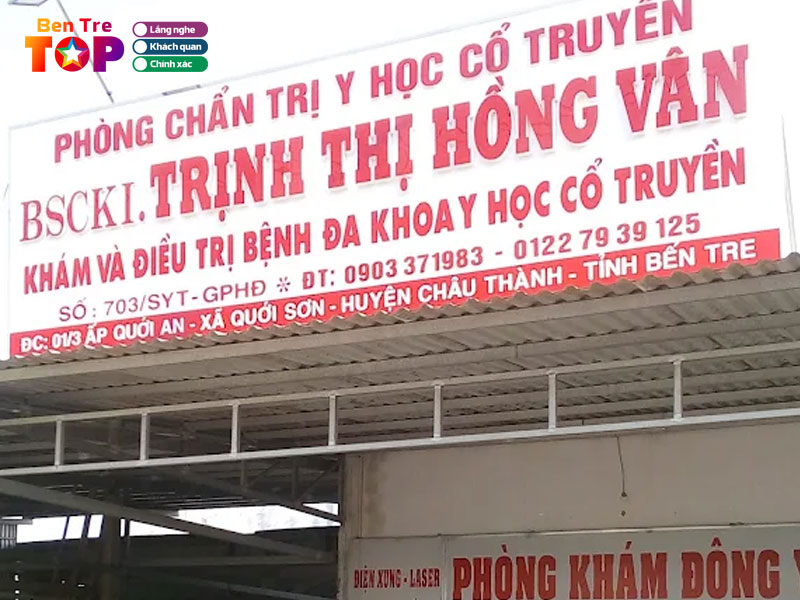 Ben Tre
TOP
Lắng nghe
Khách quan
Chính xác
PHÒNG CHẨN TRỊ Y HỌC CỔ TRUYỀN
BSCKI. TRỊNH THỊ HỒNG VÂN
KHÁM VÀ ĐIỀU TRỊ BỆNH ĐA KHOA Y HỌC CỔ TRUYỀN
SỐ : 703/SYT - GPHĐ * ĐT: 0903 371983 - 0122 79 39 125
ĐC: 01/3 ẤP QUỚI AN - XÃ QUỚI SƠN - HUYỆN CHÂU THÀNH - TỈNH BẾN TRE
ĐIỆN XUNG - LASER
PHÒNG KHÁM ĐÔNG Y